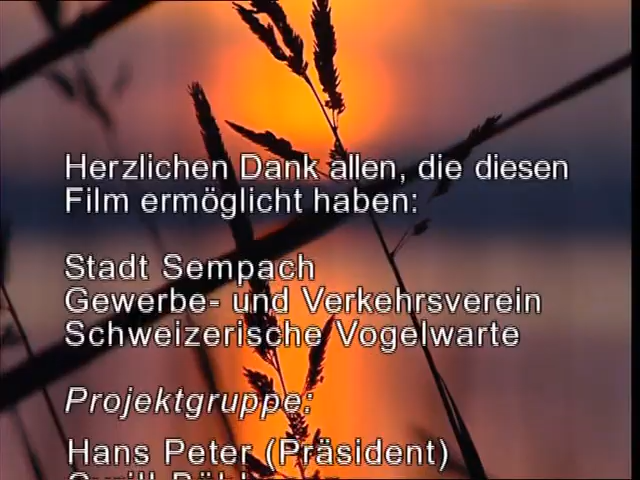 Herzlichen Dank allen, die diesen
Film ermöglicht haben:
Stadt Sempach
Gewerbe- und Verkehrsverein
Schweizerische Vogelwarte
Projektgruppe:
Hans Peter (Präsident)